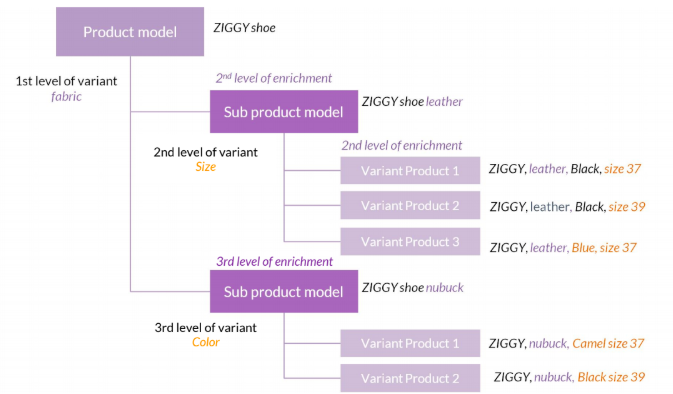 Product model
ZIGGY shoe
1st level of variant
fabric
2nd level of enrichment
Sub product model
ZIGGY shoe leather
2nd level of variant
Size
2nd level of enrichment
Variant Product 1
ZIGGY, leather, Black, size 37
Variant Product 2
ZIGGY, leather, Black, size 39
Variant Product 3
ZIGGY, leather, Blue, size 37
3rd level of enrichment
Sub product model
ZIGGY shoe nubuck
3rd level of variant
Color
Variant Product 1
ZIGGY, nubuck, Camel size 37
Variant Product 2
ZIGGY, nubuck, Black size 39